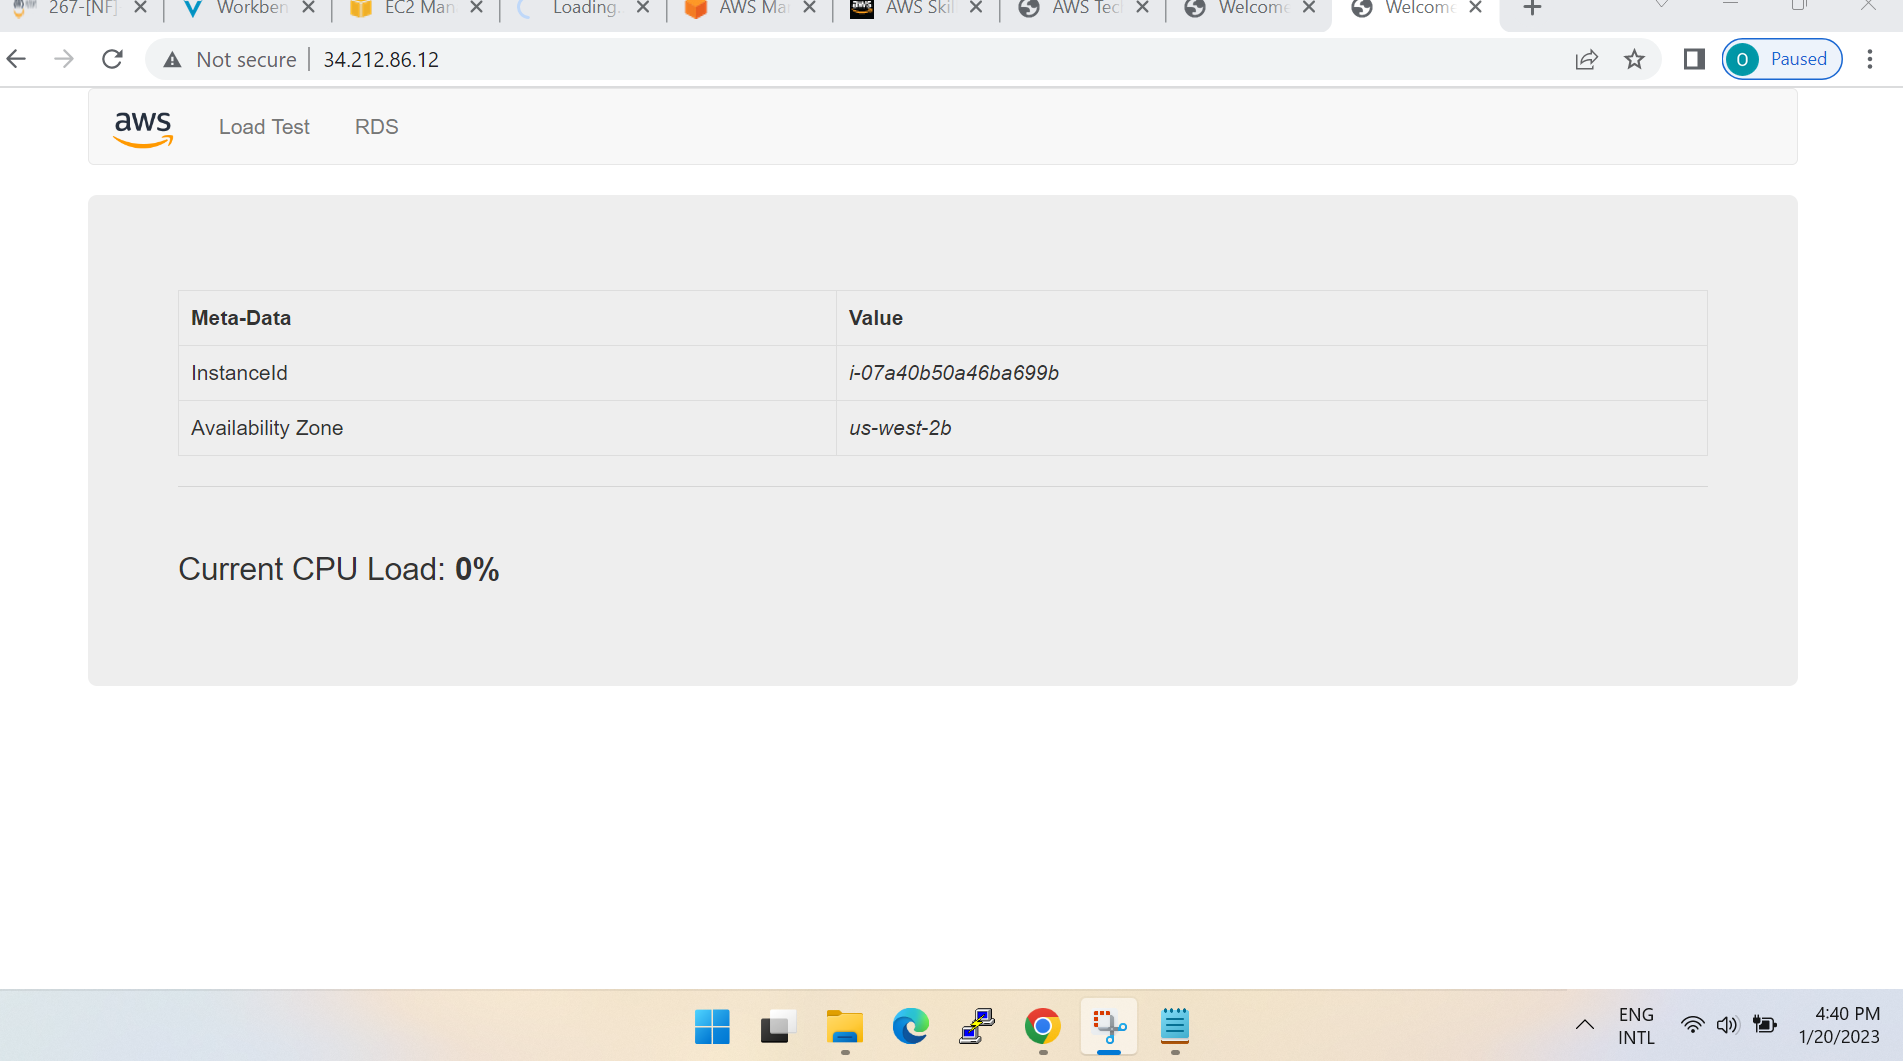 267-[NF] Workben EC2 Man Loading. AWS Ma AWS Skil AWS Tec Welcome Welcome
Not secure 34.212.86.12 O Paused
aws Load Test RDS
Meta-Data Value
InstanceId i-07a40b50a46ba699b
Availability Zone us-west-2b
Current CPU Load: 0%
ENG 4:40 PM
INTL 1/20/2023